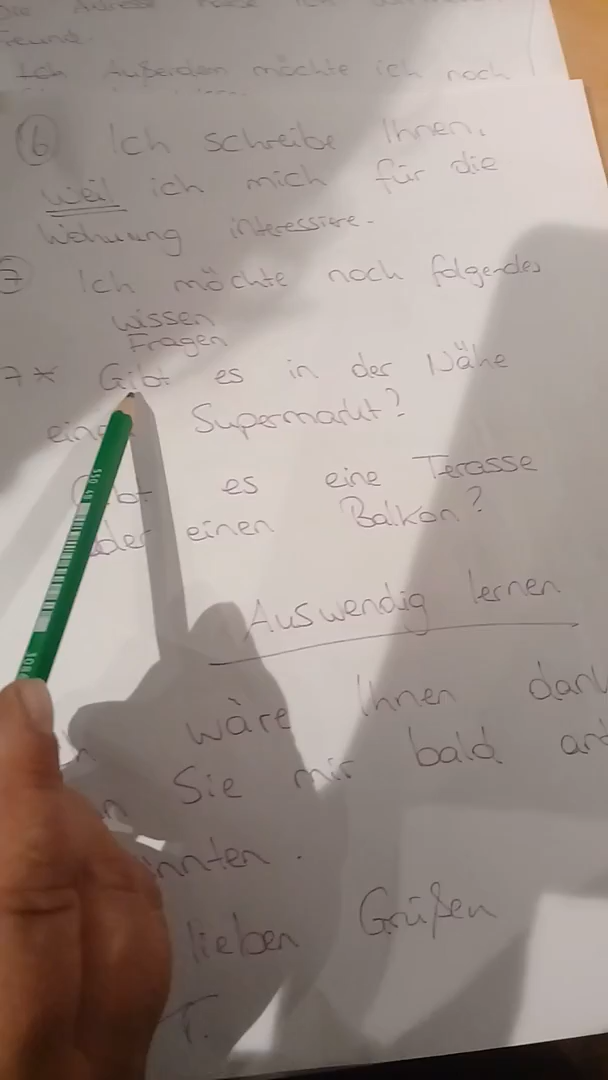 Ich Außerdem möchte ich noch
6 Ich schreibe Ihnen,
weil ich mich für die
Wohnung interessiere.
7 Ich möchte noch folgendes
wissen
Fragen
7* Gibt es in der Nähe
Supermarkt?
es eine Terasse
einen Balkon?
Auswendig lernen
wäre Ihnen
Sie mir bald
lieben Grüßen
T.